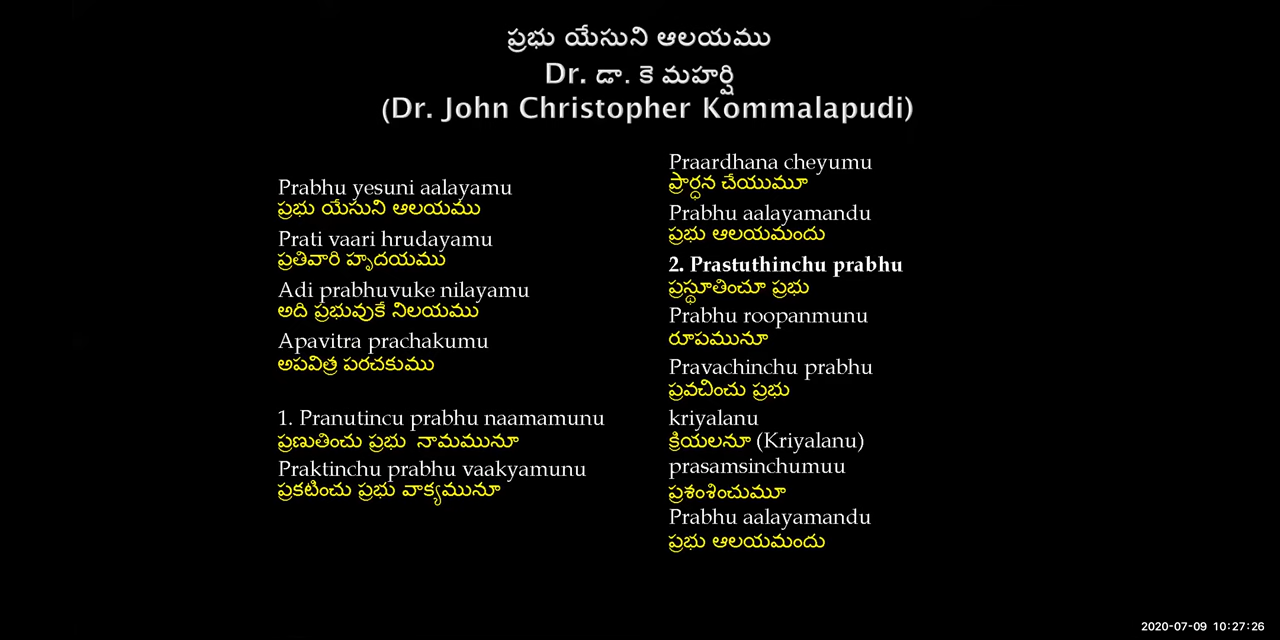 ప్రభు యేసుని ఆలయము
Dr. డా. కె మహర్షి
(Dr. John Christopher Kommalapudi)
Prabhu yesuni aalayamu
ప్రభు యేసుని ఆలయము
Prati vaari hrudayamu
ప్రతివారి హృదయము
Adi prabhuvuke nilayamu
అది ప్రభువుకే నిలయము
Apavitra prachakumu
అపవిత్ర పరచకుము
1. Pranutincu prabhu naamamunu
ప్రణుతించు ప్రభు నామమునూ
Praktinchu prabhu vaakyamunu
ప్రకటించు ప్రభు వాక్యమునూ
Praardhana cheyumu
ప్రార్ధన చేయుమూ
Prabhu aalayamandu
ప్రభు ఆలయమందు
2. Prastuthinchu prabhu
ప్రస్థూతించూ ప్రభు
Prabhu roopanmunu
రూపమునూ
Pravachinchu prabhu
ప్రవచించు ప్రభు
kriyalanu
క్రియలనూ (Kriyalanu)
prasamsinchumuu
ప్రశంశించుమూ
Prabhu aalayamandu
ప్రభు ఆలయమందు
2020-07-09 10:27:26